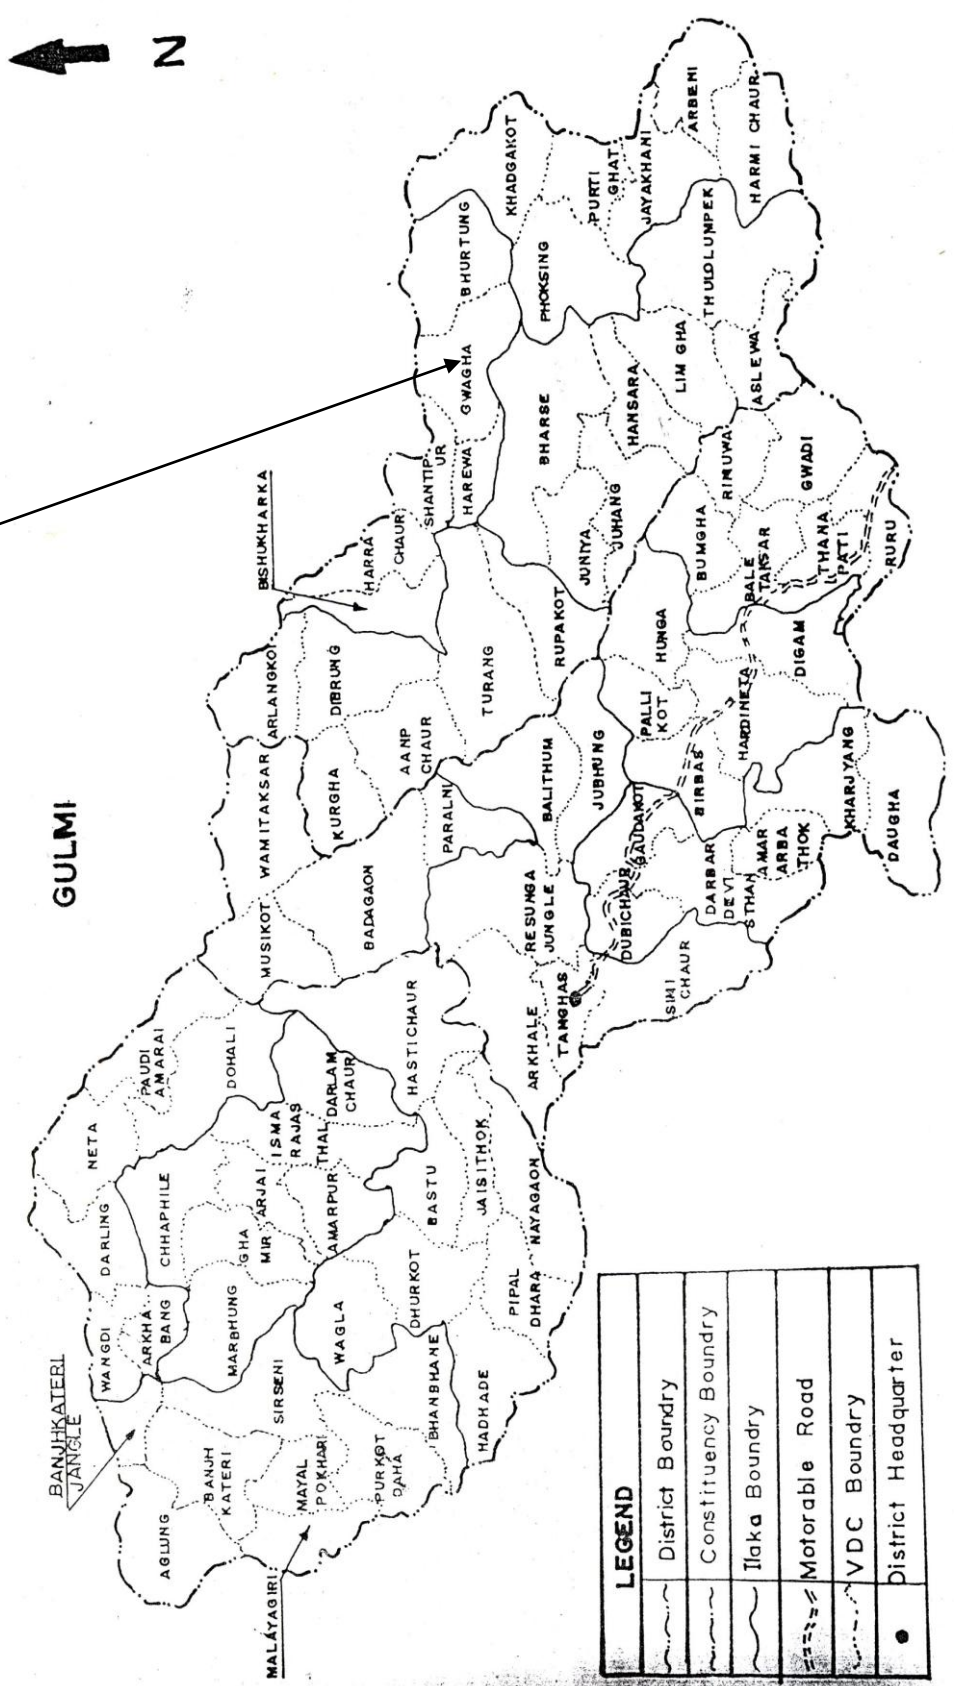 N
GULMI
BANJHKATERI
JANGLE
WANGDI
DARLING
NETA
PAUDI
AMARAI
AGLUNG
ARKHA
BANG
CHHAPHILE
DOHALI
BANJH
KATERI
MARBHUNG
GHA
MIR
ARJAI
ISMA
RAJAS
THAL
DARLAM
CHAUR
MUSIKOT
WAMITAKSAR
ARLANGKOT
BISHUKHARKA
MALAYAGIRI
MAYAL
POKHARI
SIRSENI
WAGLA
AMARPUR
KURGHA
DIBRUNG
HARRA
CHAUR
SHANTIP
UR
PURKOT
DAHA
BHANBHANE
DHURKOT
BASTU
HASTICHAUR
BADAGAON
AANP
CHAUR
HAREWA
GWAGHA
BHURTUNG
KHADGAKOT
HADHADE
PIPAL
DHARA
JAISITHOK
NAYAGAON
PARALNI
TURANG
BHARSE
PHOKSING
PURTI
GHAT
ARKHALE
TAMGHAS
RESUNGA
JUNGLE
BALITHUM
JUBHUNG
RUPAKOT
JUNIYA
JUHANG
HANSARA
JAYAKHANI
ARBENI
DUBICHAUR
GAUDAKOT
PALLI
KOT
HUNGA
BUMGHA
LIM GHA
THULOLUMPEK
HARMI CHAUR
SIMI
CHAUR
DARBAR
DEVI
STHAN
BIRBAS
HARDINETA
BALE
TAKSAR
RIMUWA
ASLEWA
AMAR
ARBA
THOK
DIGAM
THANA
PATI
GWADI
KHARJYANG
DAUGHA
RURU
LEGEND
District Boundry
Constituency Boundry
Ilaka Boundry
Motorable Road
VDC Boundry
District Headquarter